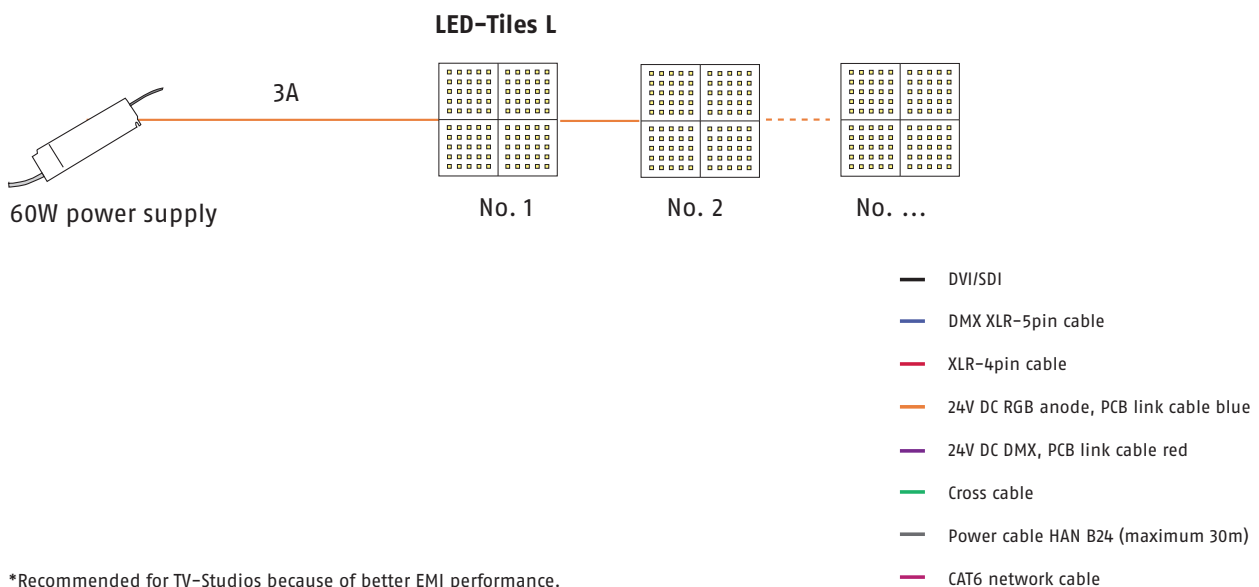 LED-Tiles L
3A
60W power supply
No. 1
No. 2
No. ...
DVI/SDI
DMX XLR-5pin cable
XLR-4pin cable
24V DC RGB anode, PCB link cable blue
24V DC DMX, PCB link cable red
Cross cable
Power cable HAN B24 (maximum 30m)
CAT6 network cable
*Recommended for TV-Studios because of better EMI performance.